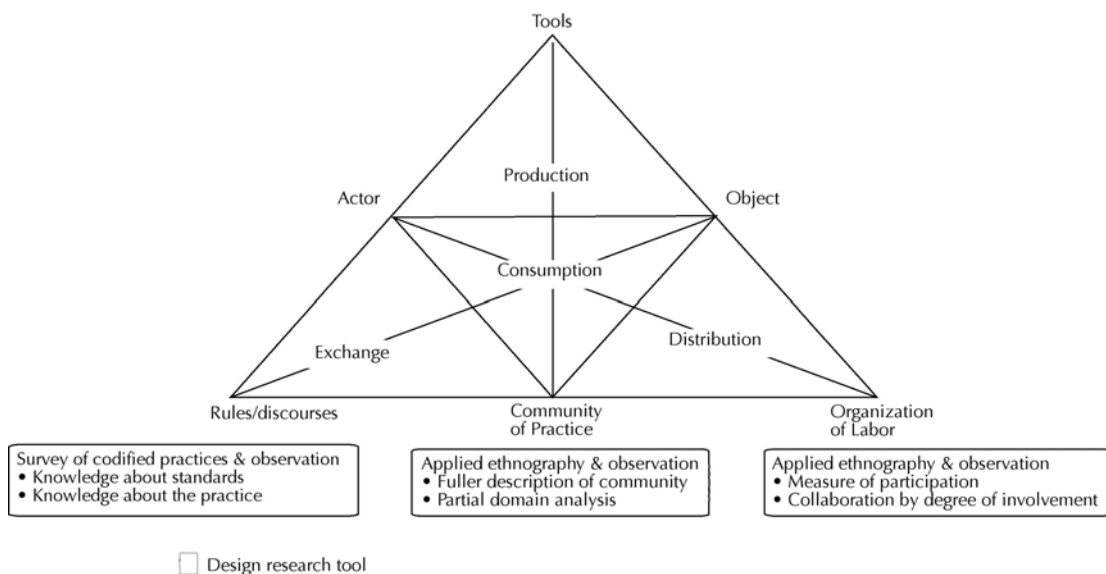 Tools
Production
Actor
Object
Consumption
Exchange
Distribution
Rules/discourses
Community
of Practice
Organization
of Labor
Survey of codified practices & observation
• Knowledge about standards
• Knowledge about the practice
Applied ethnography & observation
• Fuller description of community
• Partial domain analysis
Applied ethnography & observation
• Measure of participation
• Collaboration by degree of involvement
Design research tool